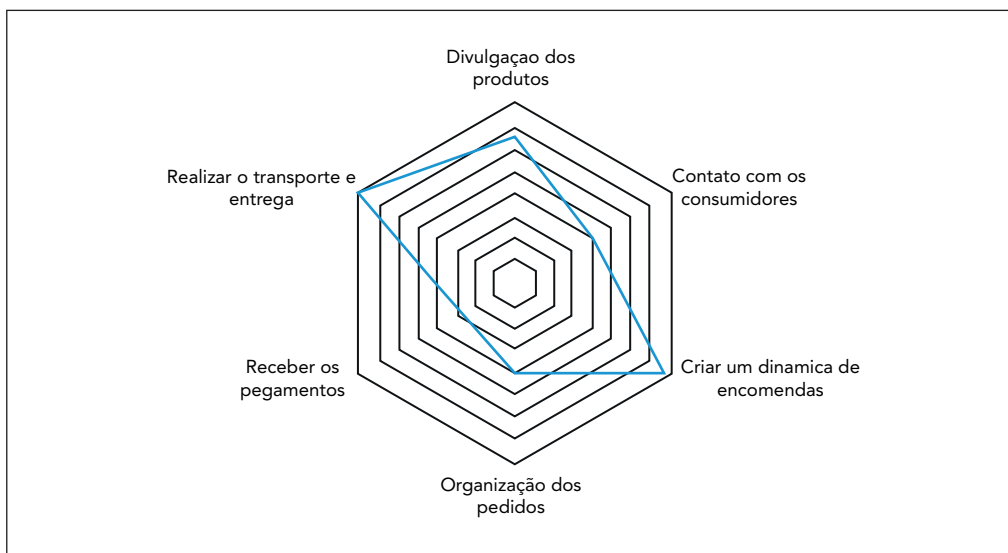 Divulgaçao dos
produtos
Contato com os
consumidores
Criar um dinamica de
encomendas
Organização dos
pedidos
Receber os
pegamentos
Realizar o transporte e
entrega